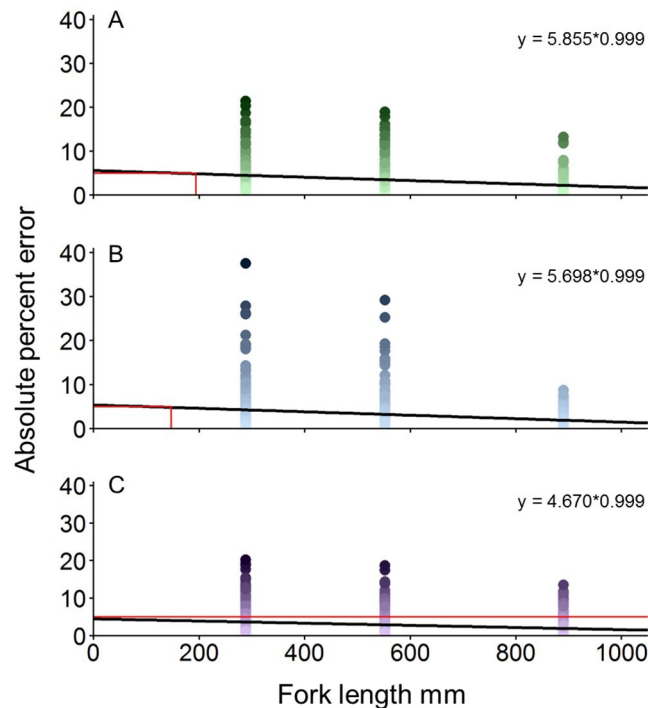 A
y = 5.855*0.999
40
30
20
10
0
B
y = 5.698*0.999
40
30
20
10
0
C
y = 4.670*0.999
40
30
20
10
0
0 200 400 600 800 1000
Absolute percent error
Fork length mm